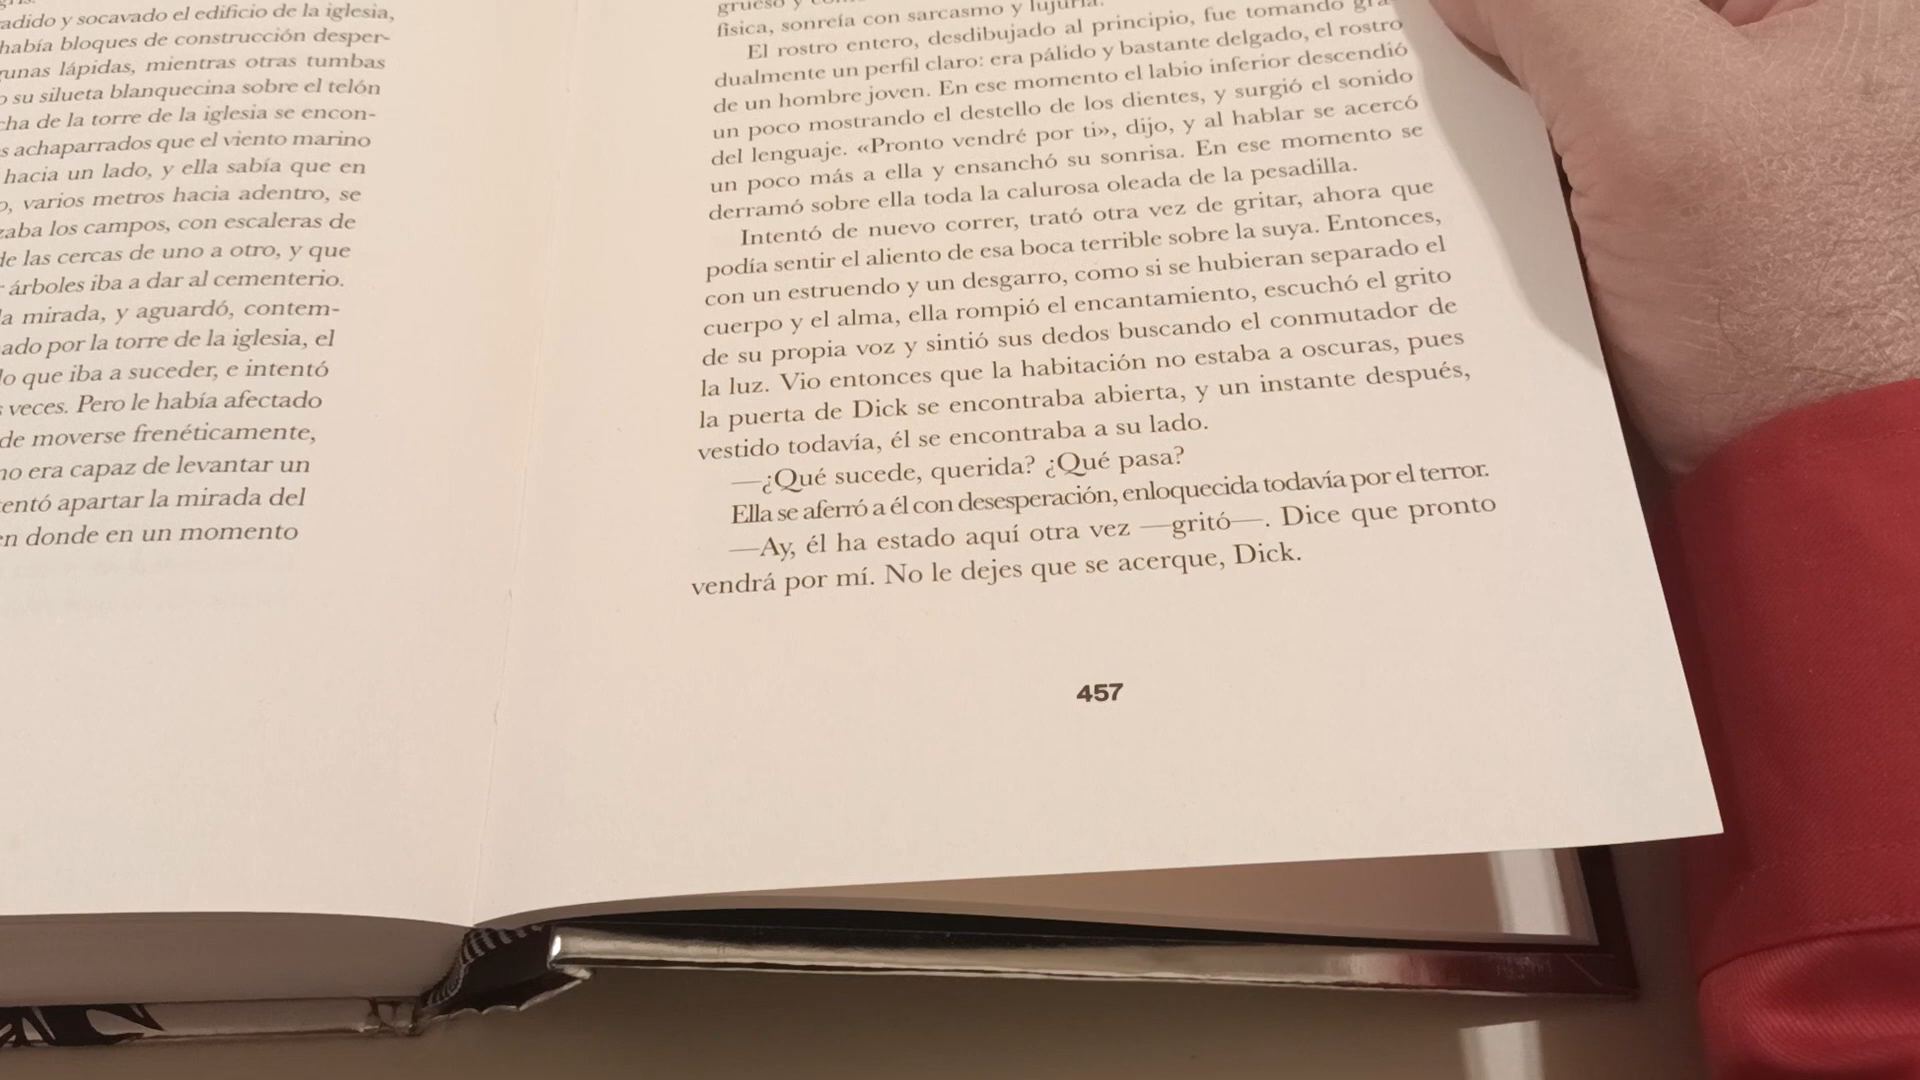 adido y socavado el edificio de la iglesia,
había bloques de construcción desper-
gunas lápidas, mientras otras tumbas
o su silueta blanquecina sobre el telón
cha de la torre de la iglesia se encon-
s achaparrados que el viento marino
hacia un lado, y ella sabía que en
o, varios metros hacia adentro, se
zaba los campos, con escaleras de
de las cercas de uno a otro, y que
r árboles iba a dar al cementerio.
la mirada, y aguardó, contem-
ado por la torre de la iglesia, el
lo que iba a suceder, e intentó
s veces. Pero le había afectado
de moverse frenéticamente,
no era capaz de levantar un
entó apartar la mirada del
en donde en un momento
grueso y
física, sonreía con sarcasmo y lujuria.
El rostro entero, desdibujado al principio, fue tomando gra-
dualmente un perfil claro: era pálido y bastante delgado, el rostro
de un hombre joven. En ese momento el labio inferior descendió
un poco mostrando el destello de los dientes, y surgió el sonido
del lenguaje. «Pronto vendré por ti», dijo, y al hablar se acercó
un poco más a ella y ensanchó su sonrisa. En ese momento se
derramó sobre ella toda la calurosa oleada de la pesadilla.
Intentó de nuevo correr, trató otra vez de gritar, ahora que
podía sentir el aliento de esa boca terrible sobre la suya. Entonces,
con un estruendo y un desgarro, como si se hubieran separado el
cuerpo y el alma, ella rompió el encantamiento, escuchó el grito
de su propia voz y sintió sus dedos buscando el conmutador de
la luz. Vio entonces que la habitación no estaba a oscuras, pues
la puerta de Dick se encontraba abierta, y un instante después,
vestido todavía, él se encontraba a su lado.
—¿Qué sucede, querida? ¿Qué pasa?
Ella se aferró a él con desesperación, enloquecida todavía por el terror.
—Ay, él ha estado aquí otra vez —gritó—. Dice que pronto
vendrá por mí. No le dejes que se acerque, Dick.
457